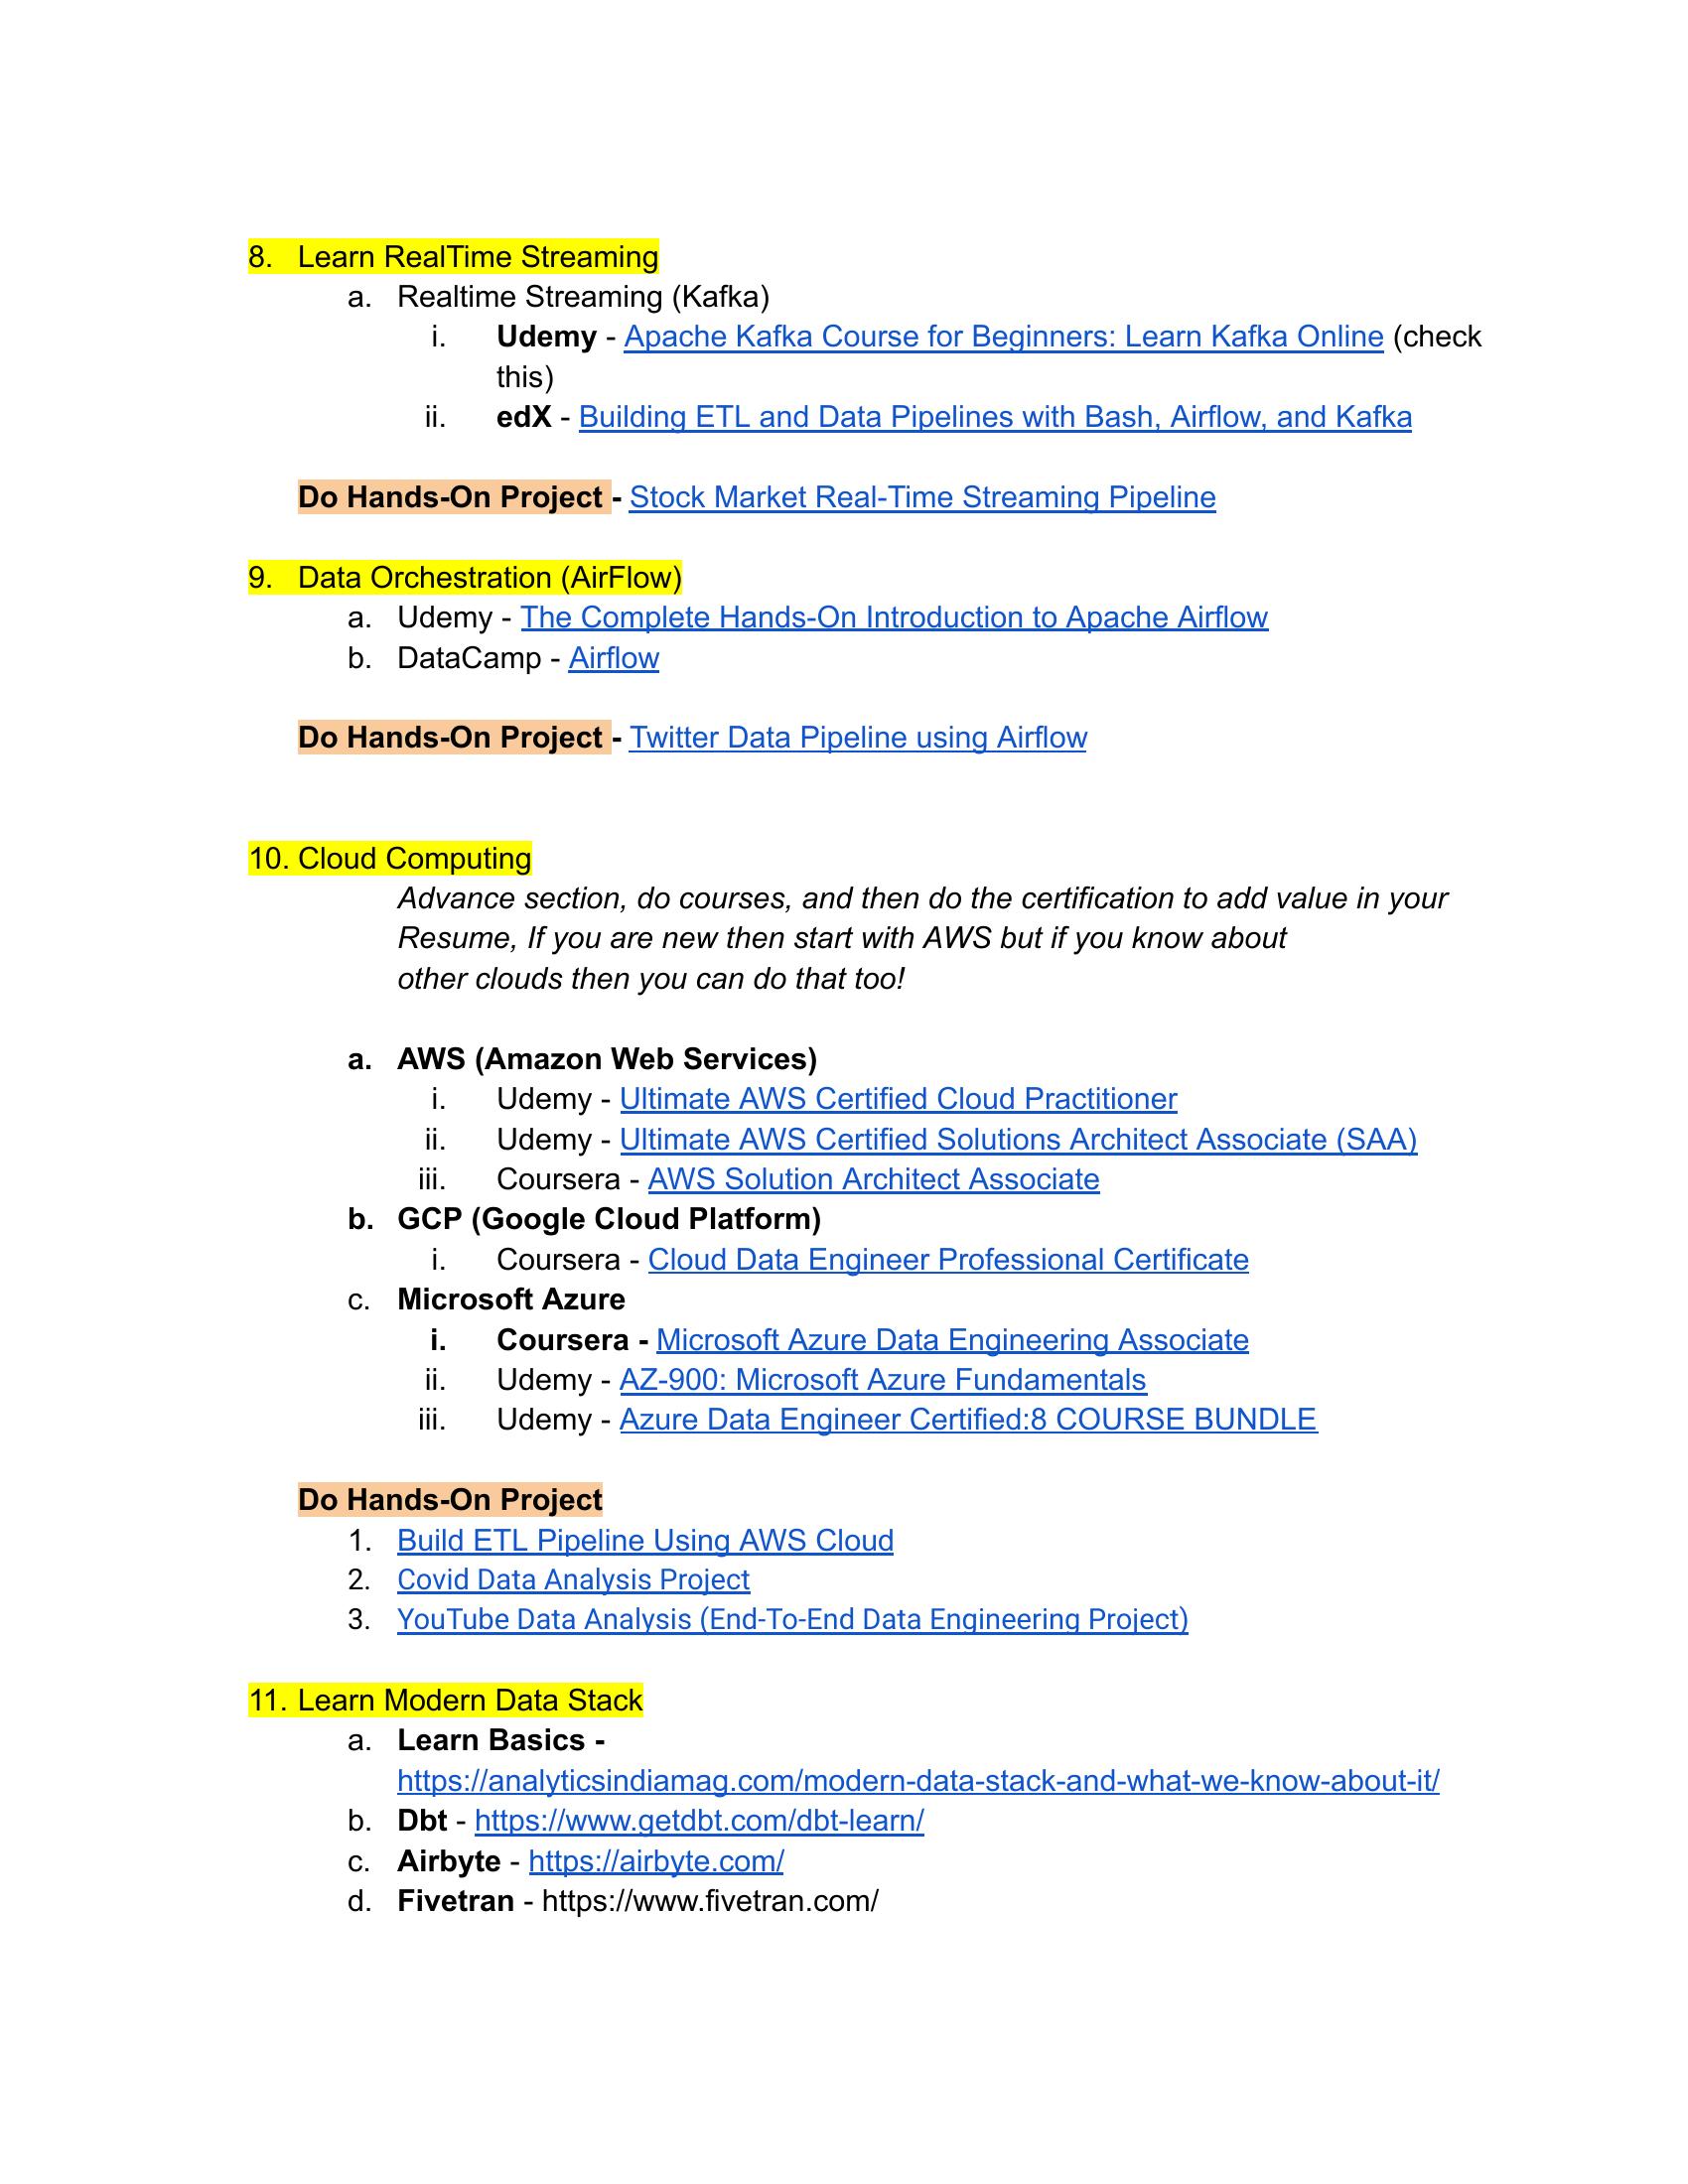 8. Learn RealTime Streaming
a. Realtime Streaming (Kafka)
i. Udemy - Apache Kafka Course for Beginners: Learn Kafka Online (check
this)
ii. edX - Building ETL and Data Pipelines with Bash, Airflow, and Kafka
Do Hands-On Project - Stock Market Real-Time Streaming Pipeline
9. Data Orchestration (AirFlow)
a. Udemy - The Complete Hands-On Introduction to Apache Airflow
b. DataCamp - Airflow
Do Hands-On Project - Twitter Data Pipeline using Airflow
10. Cloud Computing
Advance section, do courses, and then do the certification to add value in your
Resume, If you are new then start with AWS but if you know about
other clouds then you can do that too!
a. AWS (Amazon Web Services)
i. Udemy - Ultimate AWS Certified Cloud Practitioner
ii. Udemy - Ultimate AWS Certified Solutions Architect Associate (SAA)
iii. Coursera - AWS Solution Architect Associate
b. GCP (Google Cloud Platform)
i. Coursera - Cloud Data Engineer Professional Certificate
c. Microsoft Azure
i. Coursera - Microsoft Azure Data Engineering Associate
ii. Udemy - AZ-900: Microsoft Azure Fundamentals
iii. Udemy - Azure Data Engineer Certified:8 COURSE BUNDLE
Do Hands-On Project
1. Build ETL Pipeline Using AWS Cloud
2. Covid Data Analysis Project
3. YouTube Data Analysis (End-To-End Data Engineering Project)
11. Learn Modern Data Stack
a. Learn Basics -
https://analyticsindiamag.com/modern-data-stack-and-what-we-know-about-it/
b. Dbt - https://www.getdbt.com/dbt-learn/
c. Airbyte - https://airbyte.com/
d. Fivetran - https://www.fivetran.com/